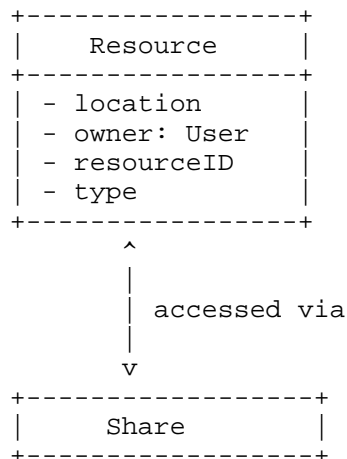 Resource
- location
- owner: User
- resourceID
- type
accessed via
Share